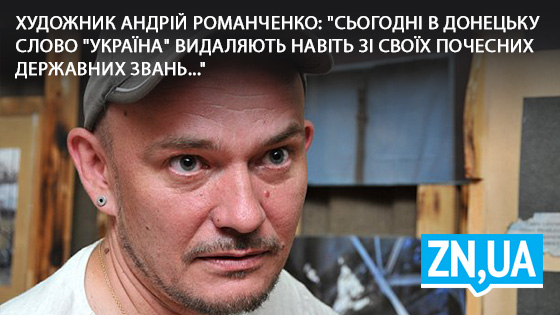 ХУДОЖНИК АНДРІЙ РОМАНЧЕНКО: "СЬОГОДНІ В ДОНЕЦЬКУ
СЛОВО "УКРАЇНА" ВИДАЛЯЮТЬ НАВІТЬ ЗІ СВОЇХ ПОЧЕСНИХ
ДЕРЖАВНИХ ЗВАНЬ..."
ZN,UA